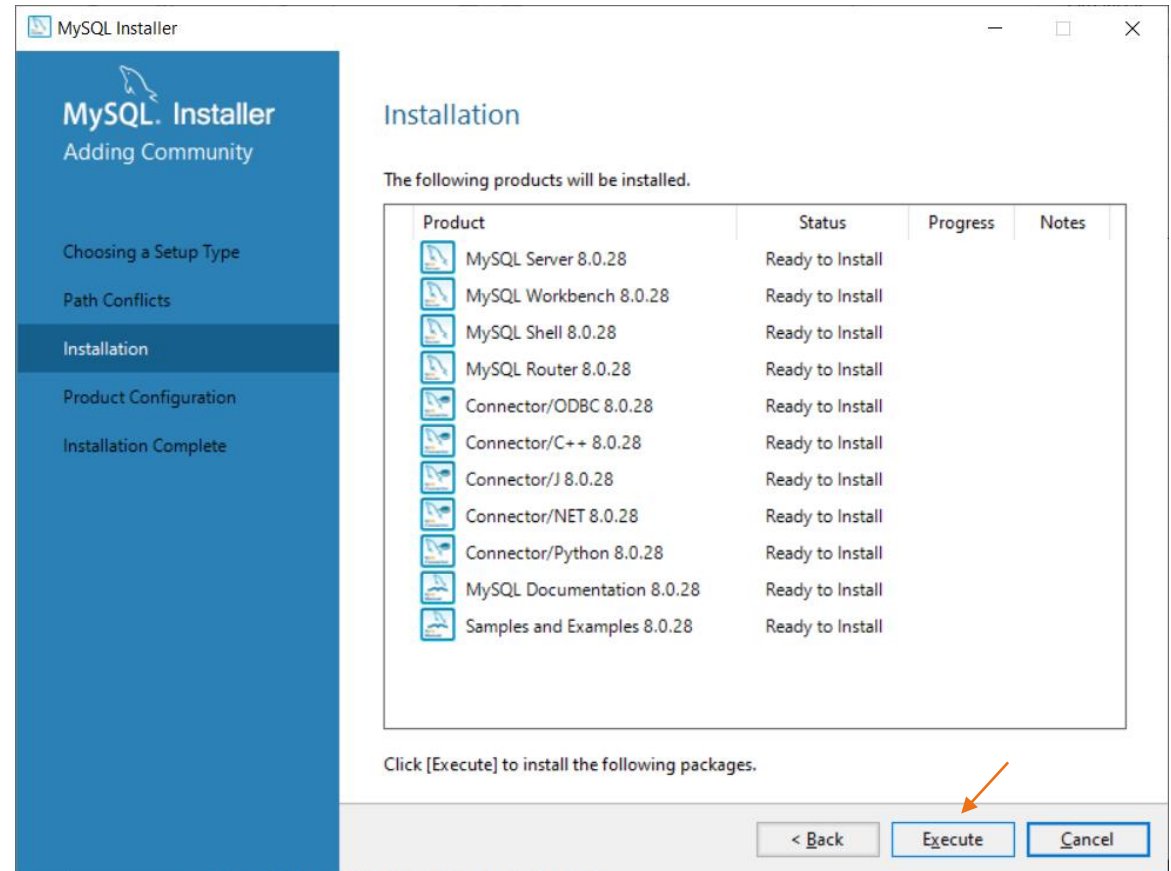 MySQL Installer
MySQL. Installer
Adding Community
Choosing a Setup Type
Path Conflicts
Installation
Product Configuration
Installation Complete
Installation
The following products will be installed.
Product Status Progress Notes
MySQL Server 8.0.28 Ready to Install
MySQL Workbench 8.0.28 Ready to Install
MySQL Shell 8.0.28 Ready to Install
MySQL Router 8.0.28 Ready to Install
Connector/ODBC 8.0.28 Ready to Install
Connector/C++ 8.0.28 Ready to Install
Connector/J 8.0.28 Ready to Install
Connector/NET 8.0.28 Ready to Install
Connector/Python 8.0.28 Ready to Install
MySQL Documentation 8.0.28 Ready to Install
Samples and Examples 8.0.28 Ready to Install
Click [Execute] to install the following packages.
< Back Execute Cancel